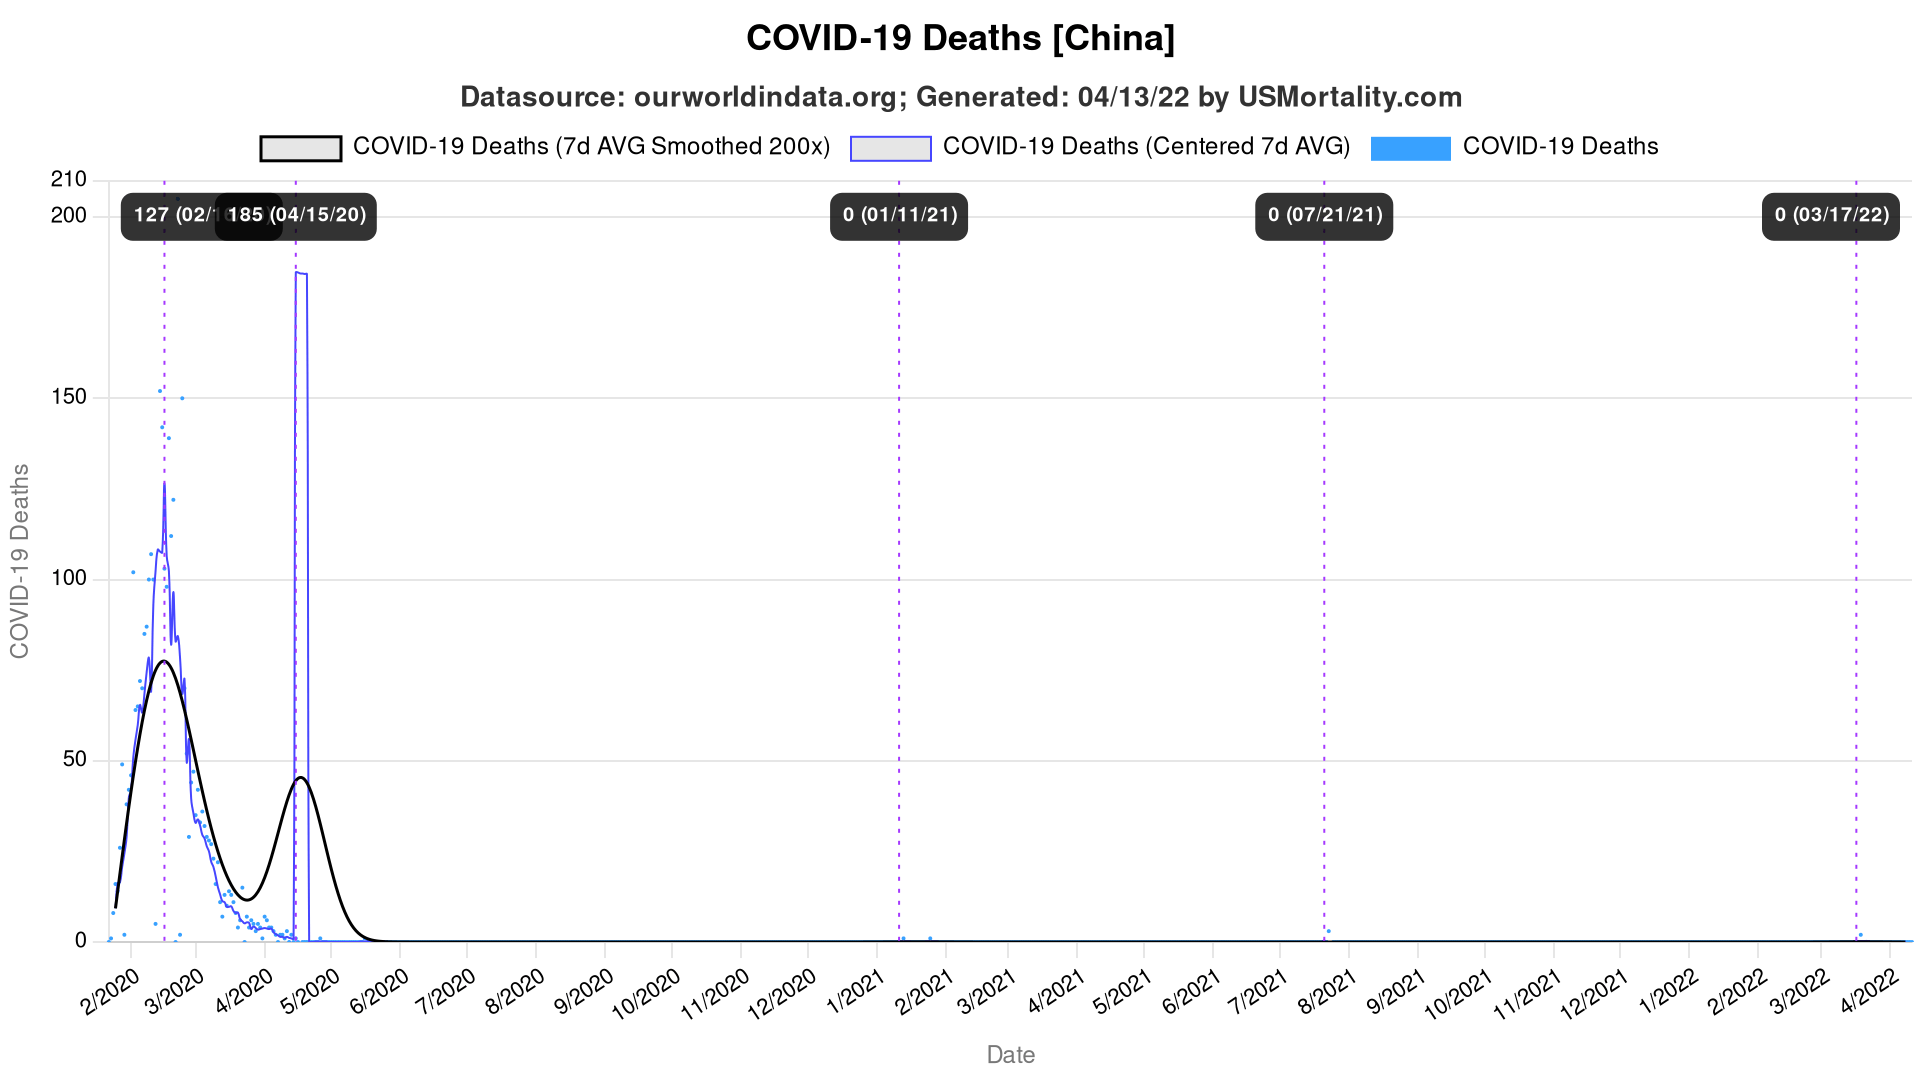 COVID-19 Deaths [China]
Datasource: ourworldindata.org; Generated: 04/13/22 by USMortality.com
COVID-19 Deaths (7d AVG Smoothed 200x) COVID-19 Deaths (Centered 7d AVG) COVID-19 Deaths
210
127 (02/1 185 (04/15/20) 0 (01/11/21) 0 (07/21/21) 0 (03/17/22)
200
150
100
50
0
COVID-19 Deaths
2/2020 3/2020 4/2020 5/2020 6/2020 7/2020 8/2020 9/2020 10/2020 11/2020 12/2020 1/2021 2/2021 3/2021 4/2021 5/2021 6/2021 7/2021 8/2021 9/2021 10/2021 11/2021 12/2021 1/2022 2/2022 3/2022 4/2022
Date